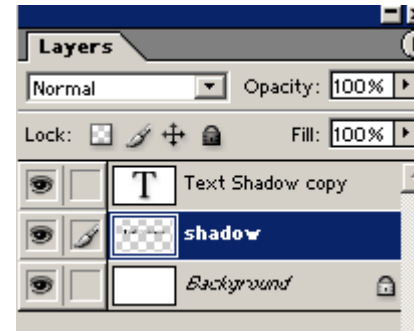 Layers
Normal Opacity: 100%
Lock: Fill: 100%
T Text Shadow copy
shadow
Background